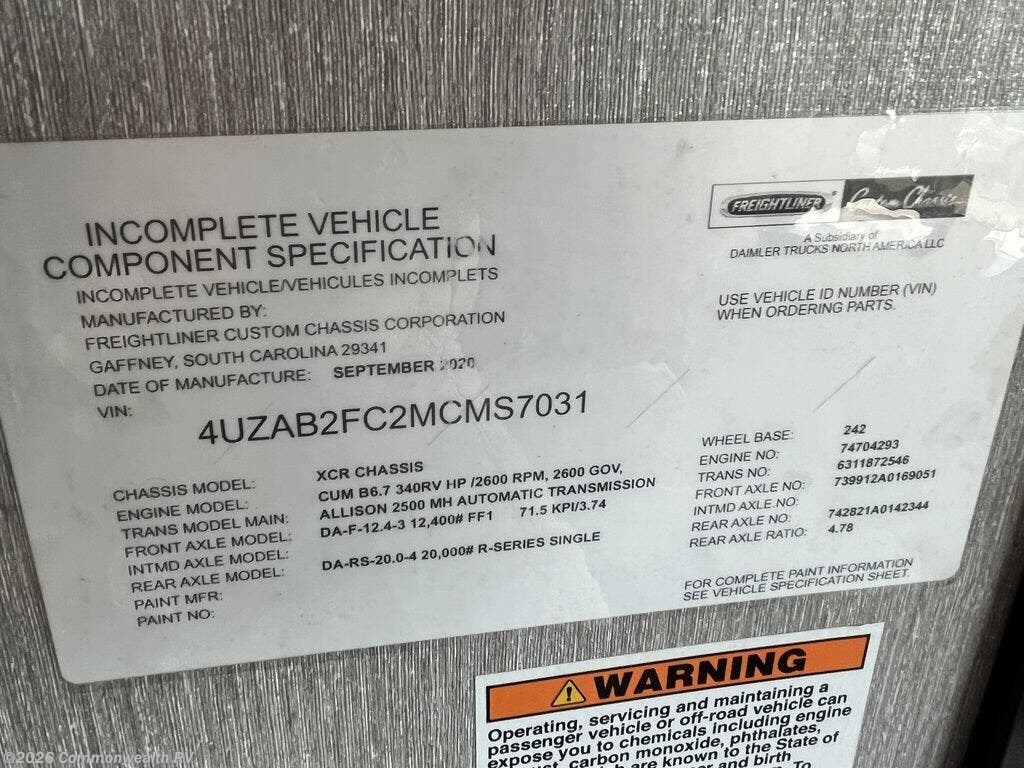 INCOMPLETE VEHICLE
COMPONENT SPECIFICATION
INCOMPLETE VEHICLE/VEHICULES INCOMPLETS
MANUFACTURED BY:
FREIGHTLINER CUSTOM CHASSIS CORPORATION
GAFFNEY, SOUTH CAROLINA 29341
DATE OF MANUFACTURE: SEPTEMBER 2020
VIN:
4UZAB2FC2MCMS7031
FREIGHTLINER Custom Chassis
A Subsidiary of
DAIMLER TRUCKS NORTH AMERICA LLC
USE VEHICLE ID NUMBER (VIN)
WHEN ORDERING PARTS.
CHASSIS MODEL: XCR CHASSIS
ENGINE MODEL: CUM B6.7 340RV HP /2600 RPM, 2600 GOV,
TRANS MODEL MAIN: ALLISON 2500 MH AUTOMATIC TRANSMISSION
FRONT AXLE MODEL: DA-F-12.4-3 12,400# FF1 71.5 KPI/3.74
INTMD AXLE MODEL:
REAR AXLE MODEL: DA-RS-20.0-4 20,000# R-SERIES SINGLE
PAINT MFR:
PAINT NO:
WHEEL BASE: 242
ENGINE NO: 74704293
TRANS NO: 6311872546
FRONT AXLE NO: 739912A0169051
INTMD AXLE NO:
REAR AXLE NO: 742821A0142344
REAR AXLE RATIO: 4.78
FOR COMPLETE PAINT INFORMATION
SEE VEHICLE SPECIFICATION SHEET.
WARNING
Operating, servicing and maintaining a
passenger vehicle or off-road vehicle can
expose you to chemicals including engine
carbon monoxide, phthalates,
are known to the State of
and birth
To
©2026 Commonwealth RV